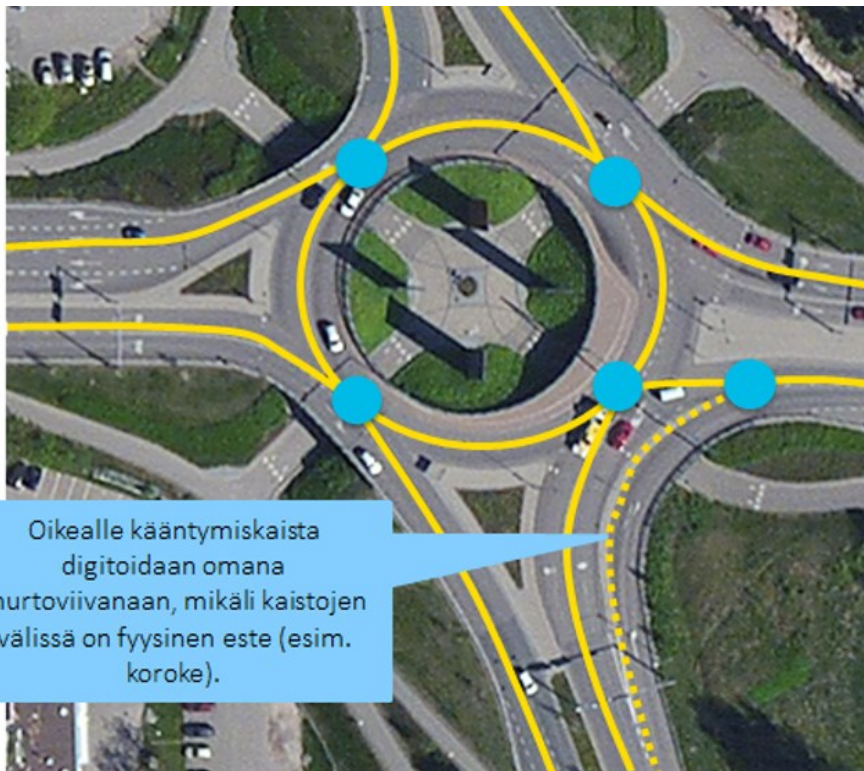 Oikealle kääntymiskaista
digitoidaan omana
murtoviivanaan, mikäli kaistojen
välissä on fyysinen este (esim.
koroke).